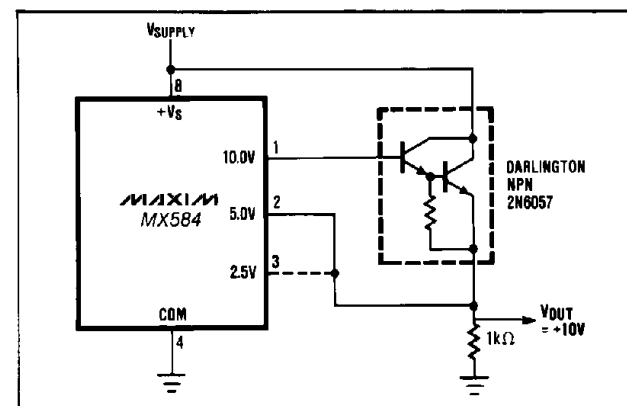 VSUPPLY
8
+VS
10.0V
1
DARLINGTON
NPN
2N6057
MAXIM
MX584
5.0V
2
2.5V
3
COM
4
VOUT
= +10V
1kΩ